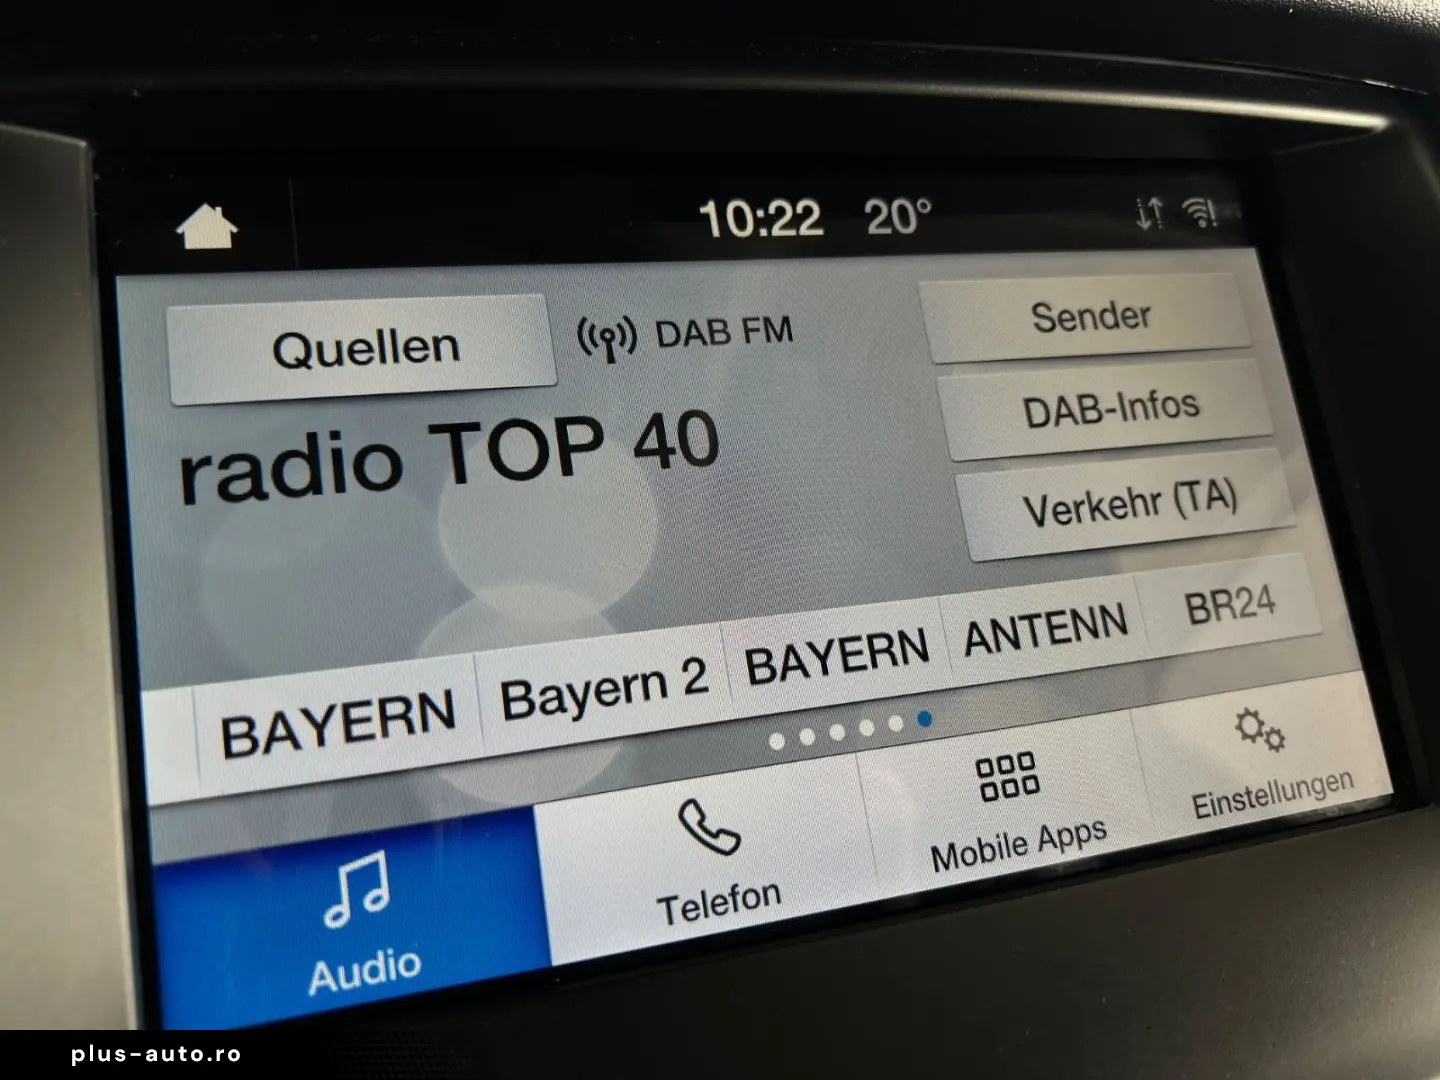 10:22 20°
Quellen
DAB FM
Sender
radio TOP 40
DAB-Infos
Verkehr (TA)
BAYERN
Bayern 2
BAYERN
ANTENN
BR24
Audio
Telefon
Mobile Apps
Einstellungen
plus-auto.ro